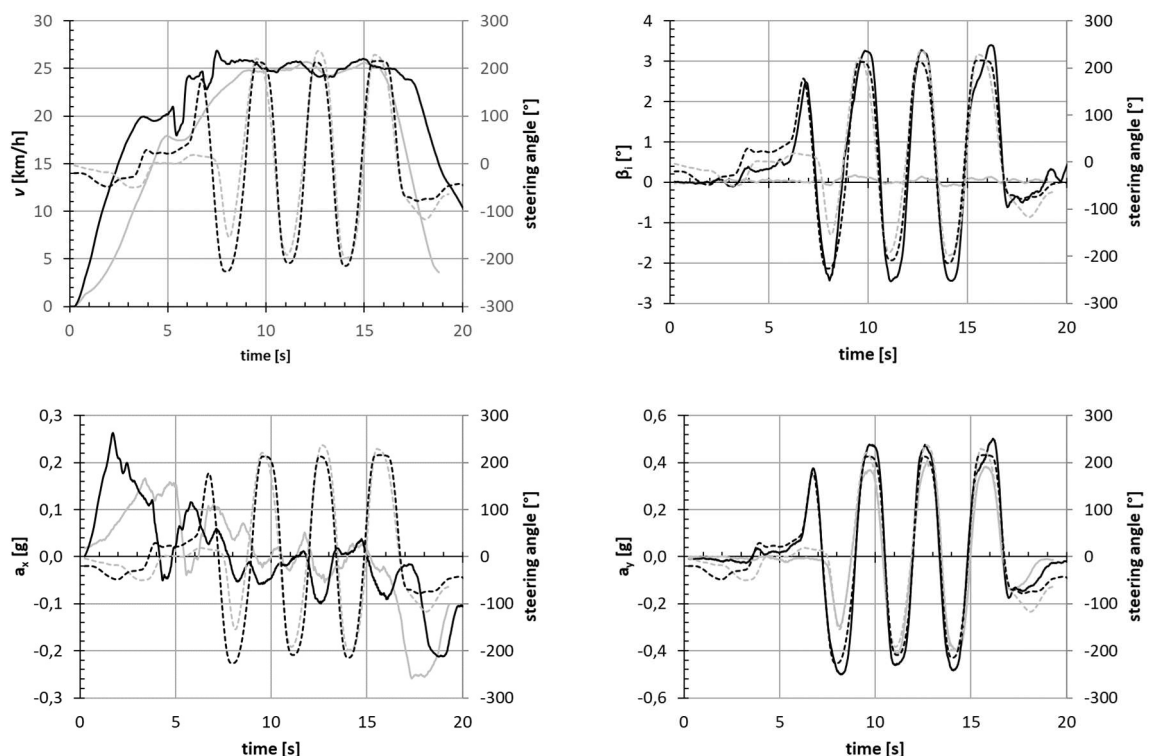 30 300
25 200
20 100
15 0
10 -100
5 -200
0 -300
v [km/h]
steering angle [°]
0 5 10 15 20
time [s]
4 300
3 200
2 100
1 0
0 -100
-1 -200
-2
-3 -300
βi [°]
steering angle [°]
0 5 10 15 20
time [s]
0,3 300
0,2 200
0,1 100
0,0 0
-0,1 -100
-0,2 -200
-0,3 -300
ax [g]
steering angle [°]
0 5 10 15 20
time [s]
0,6 300
0,4 200
0,2 100
0,0 0
-0,2 -100
-0,4 -200
-0,6 -300
ay [g]
steering angle [°]
0 5 10 15 20
time [s]